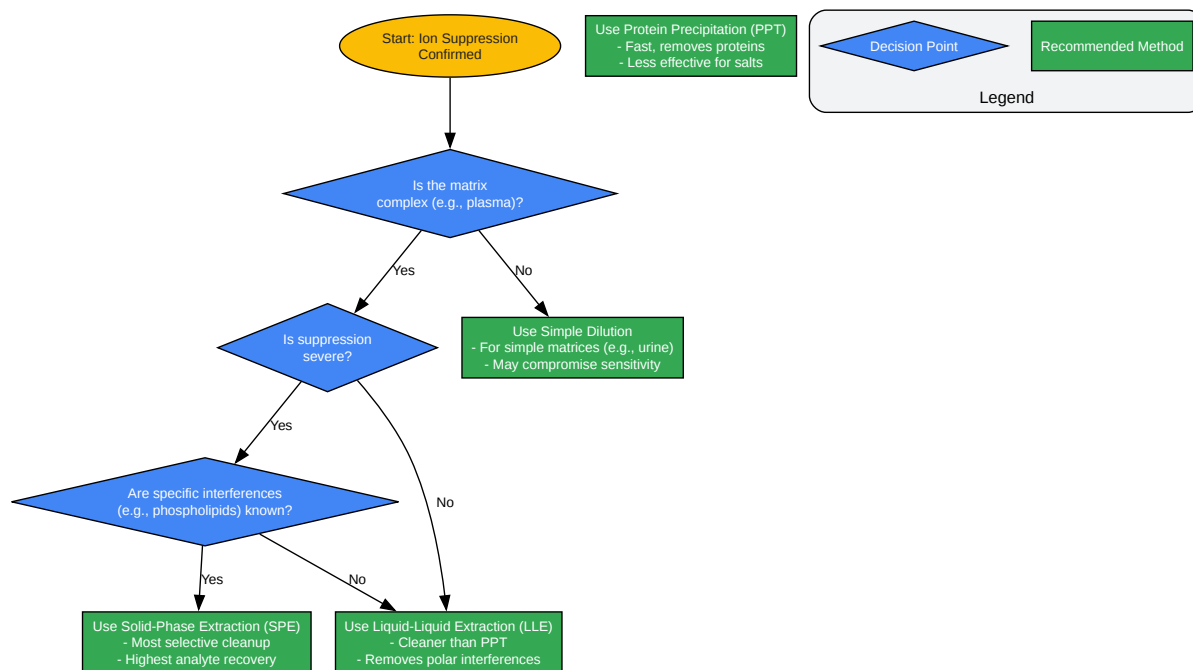 Start: Ion Suppression
Confirmed
Use Protein Precipitation (PPT)
- Fast, removes proteins
- Less effective for salts
Decision Point
Recommended Method
Legend
Is the matrix
complex (e.g., plasma)?
Yes
No
Is suppression
severe?
Use Simple Dilution
- For simple matrices (e.g., urine)
- May compromise sensitivity
Yes
No
Are specific interferences
(e.g., phospholipids) known?
Yes
No
Use Solid-Phase Extraction (SPE)
- Most selective cleanup
- Highest analyte recovery
Use Liquid-Liquid Extraction (LLE)
- Cleaner than PPT
- Removes polar interferences